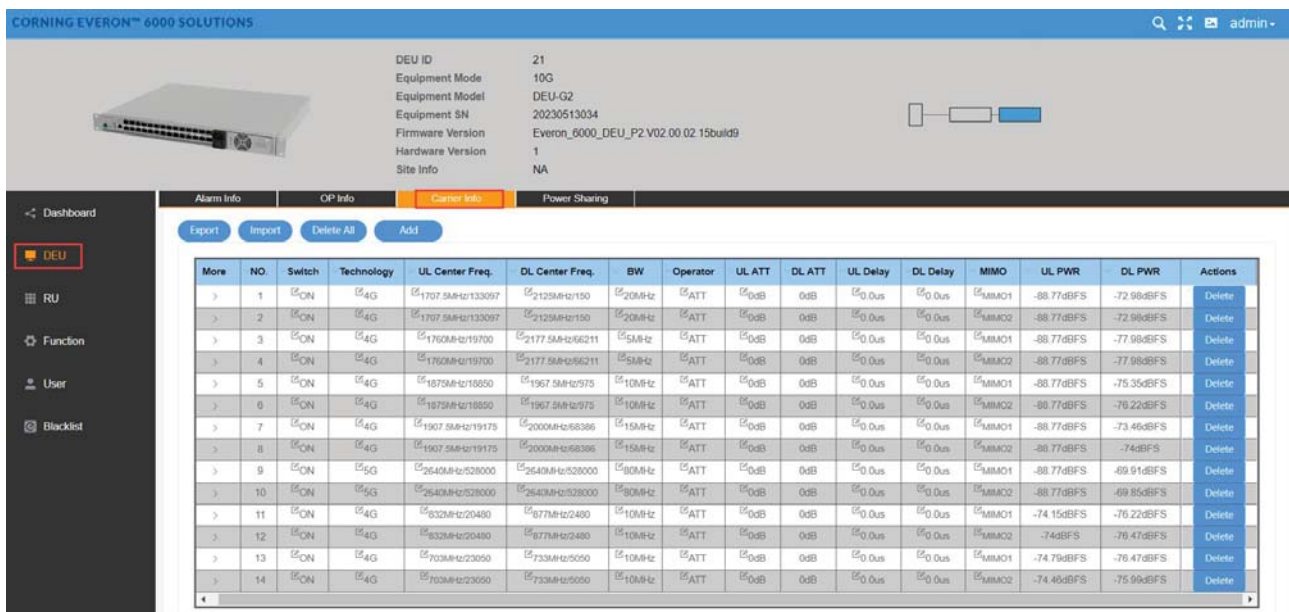 CORNING EVERON™ 6000 SOLUTIONS admin
DEU ID 21
Equipment Mode 10G
Equipment Model DEU-G2
Equipment SN 20230513034
Firmware Version Everon_6000_DEU_P2.V02.00.02.15build9
Hardware Version 1
Site Info NA
Alarm Info OP Info Carrier Info Power Sharing
Dashboard
DEU
RU
Function
User
Blacklist
Export Import Delete All Add
More NO. Switch Technology UL Center Freq. DL Center Freq. BW Operator UL ATT DL ATT UL Delay DL Delay MIMO UL PWR DL PWR Actions
> 1 ON 4G 1707.5MHz/133097 2125MHz/150 20MHz ATT 0dB 0dB 0.0us 0.0us MIMO1 -88.77dBFS -72.98dBFS Delete
> 2 ON 4G 1707.5MHz/133097 2125MHz/150 20MHz ATT 0dB 0dB 0.0us 0.0us MIMO2 -88.77dBFS -72.98dBFS Delete
> 3 ON 4G 1760MHz/19700 2177.5MHz/66211 5MHz ATT 0dB 0dB 0.0us 0.0us MIMO1 -88.77dBFS -77.98dBFS Delete
> 4 ON 4G 1760MHz/19700 2177.5MHz/66211 5MHz ATT 0dB 0dB 0.0us 0.0us MIMO2 -88.77dBFS -77.98dBFS Delete
> 5 ON 4G 1875MHz/18850 1967.5MHz/975 10MHz ATT 0dB 0dB 0.0us 0.0us MIMO1 -88.77dBFS -75.35dBFS Delete
> 6 ON 4G 1875MHz/18850 1967.5MHz/975 10MHz ATT 0dB 0dB 0.0us 0.0us MIMO2 -88.77dBFS -76.22dBFS Delete
> 7 ON 4G 1907.5MHz/19175 2000MHz/68386 15MHz ATT 0dB 0dB 0.0us 0.0us MIMO1 -88.77dBFS -73.46dBFS Delete
> 8 ON 4G 1907.5MHz/19175 2000MHz/68386 15MHz ATT 0dB 0dB 0.0us 0.0us MIMO2 -88.77dBFS -74dBFS Delete
> 9 ON 5G 2640MHz/528000 2640MHz/528000 80MHz ATT 0dB 0dB 0.0us 0.0us MIMO1 -88.77dBFS -69.91dBFS Delete
> 10 ON 5G 2640MHz/528000 2640MHz/528000 80MHz ATT 0dB 0dB 0.0us 0.0us MIMO2 -88.77dBFS -69.85dBFS Delete
> 11 ON 4G 832MHz/20480 877MHz/2480 10MHz ATT 0dB 0dB 0.0us 0.0us MIMO1 -74.15dBFS -76.22dBFS Delete
> 12 ON 4G 832MHz/20480 877MHz/2480 10MHz ATT 0dB 0dB 0.0us 0.0us MIMO2 -74dBFS -76.47dBFS Delete
> 13 ON 4G 703MHz/23050 733MHz/5050 10MHz ATT 0dB 0dB 0.0us 0.0us MIMO1 -74.79dBFS -76.47dBFS Delete
> 14 ON 4G 703MHz/23050 733MHz/5050 10MHz ATT 0dB 0dB 0.0us 0.0us MIMO2 -74.46dBFS -75.99dBFS Delete